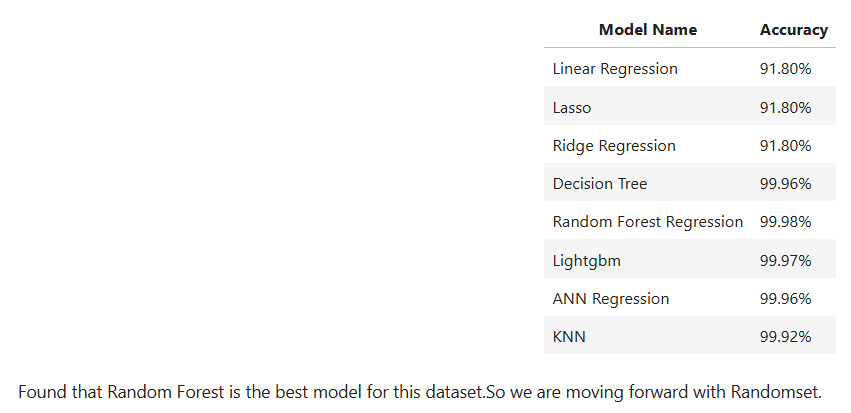 Model Name Accuracy
Linear Regression 91.80%
Lasso 91.80%
Ridge Regression 91.80%
Decision Tree 99.96%
Random Forest Regression 99.98%
Lightgbm 99.97%
ANN Regression 99.96%
KNN 99.92%
Found that Random Forest is the best model for this dataset.So we are moving forward with Randomset.